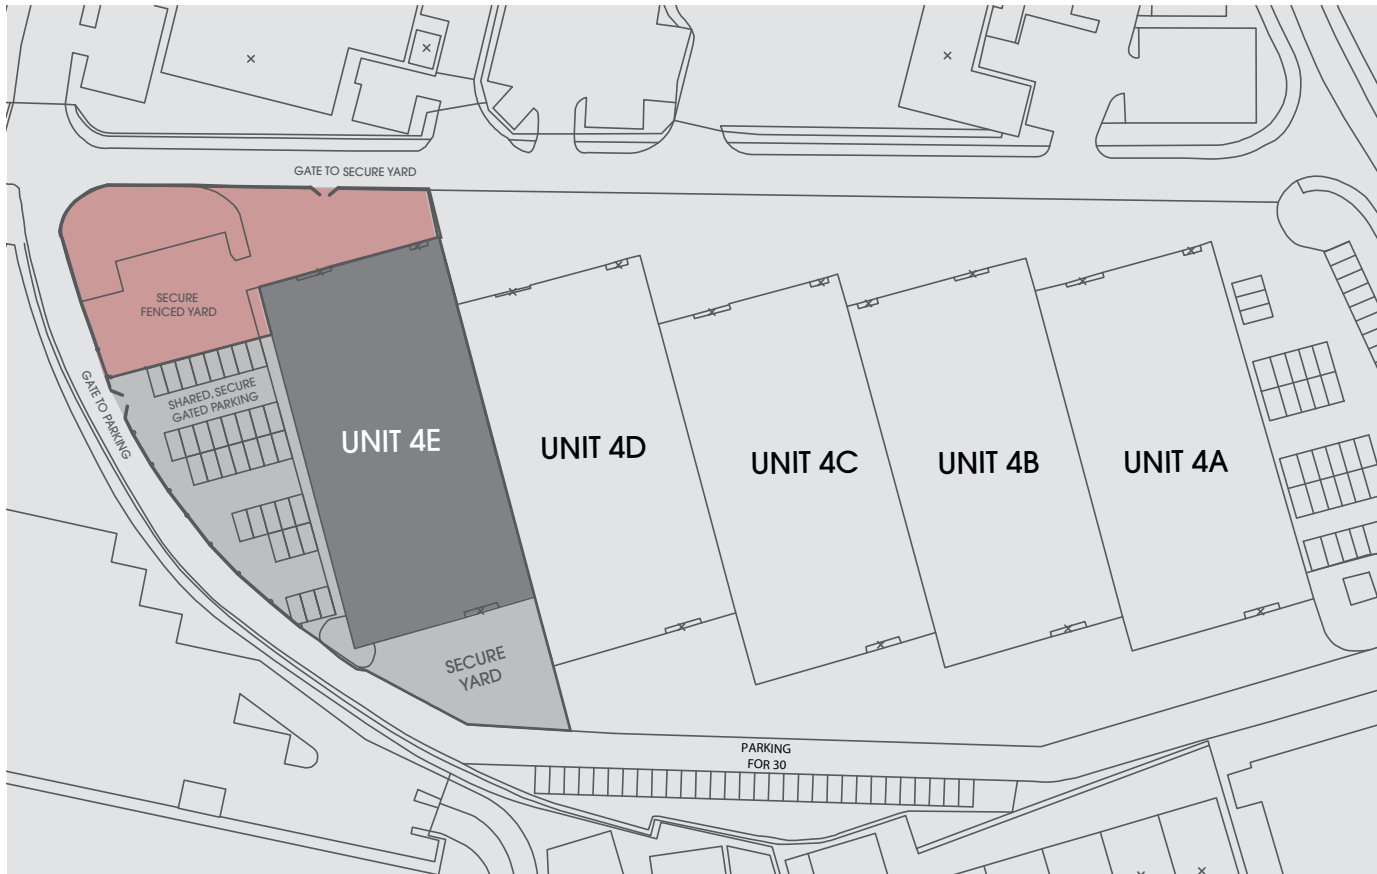 GATE TO SECURE YARD
SECURE
FENCED YARD
GATE TO PARKING
SHARED, SECURE
GATED PARKING
UNIT 4E
UNIT 4D
UNIT 4C
UNIT 4B
UNIT 4A
SECURE
YARD
PARKING
FOR 30